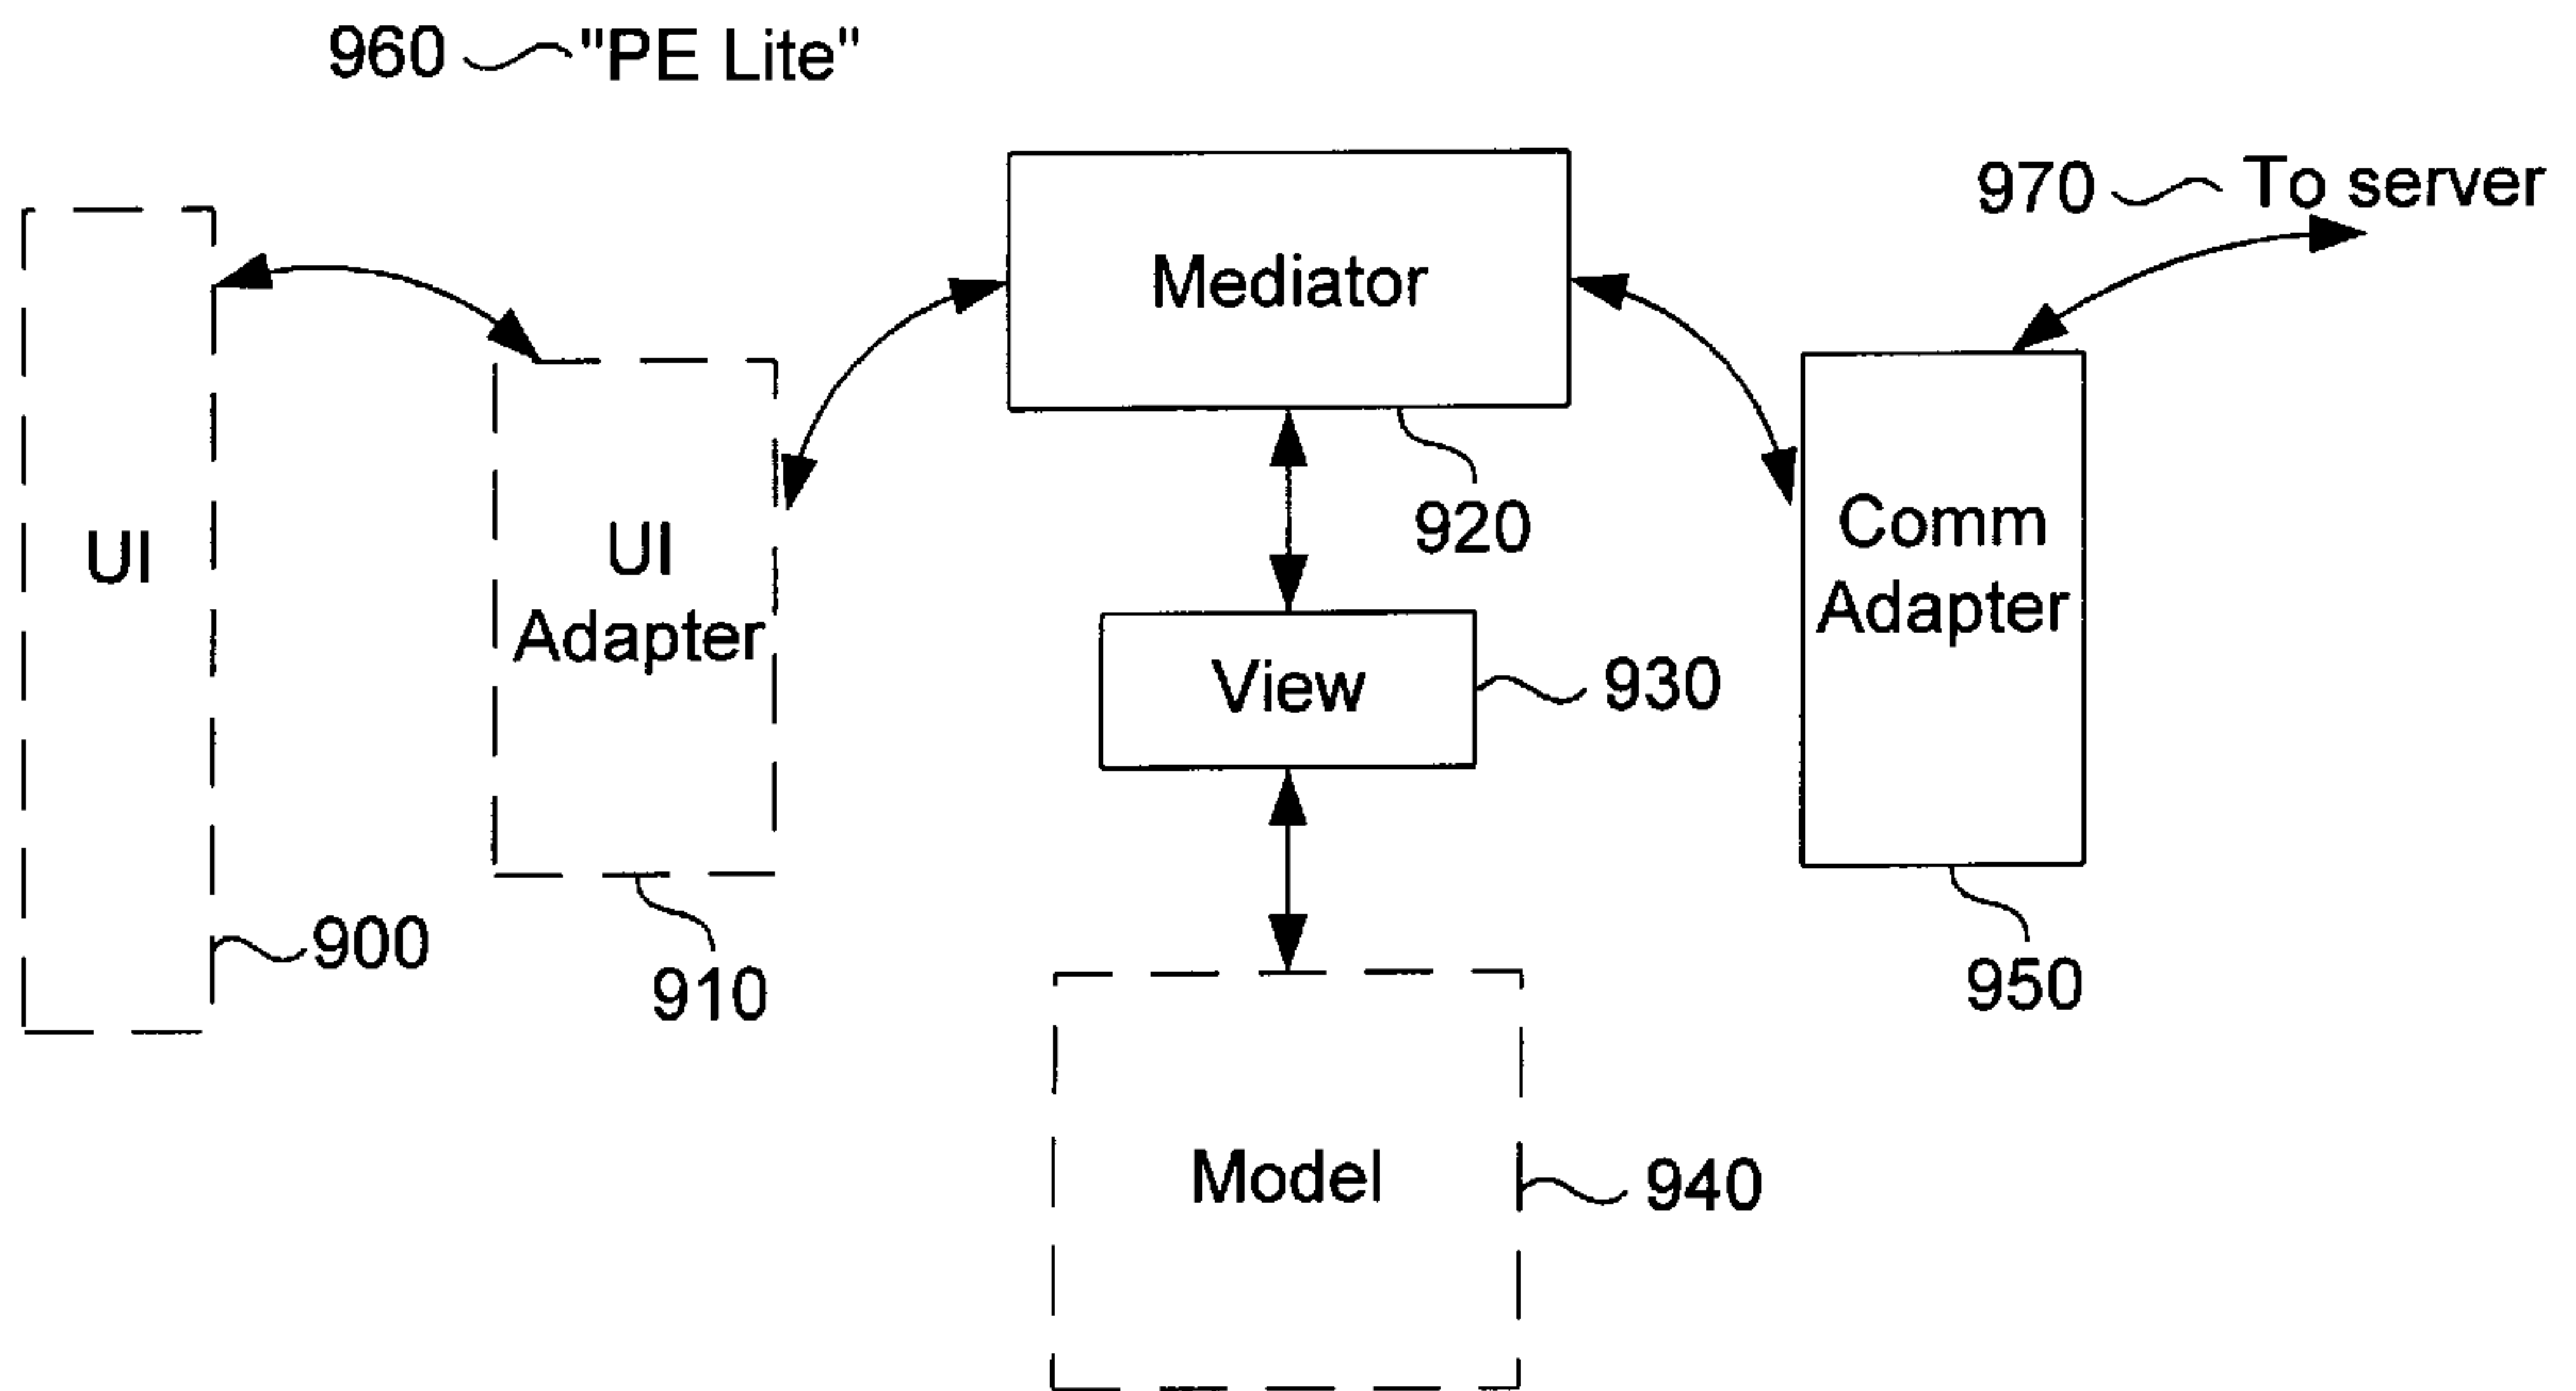 960 "PE Lite"
970 To server
Mediator
920
UI
UI
Adapter
Comm
Adapter
View
930
900
910
950
Model
940